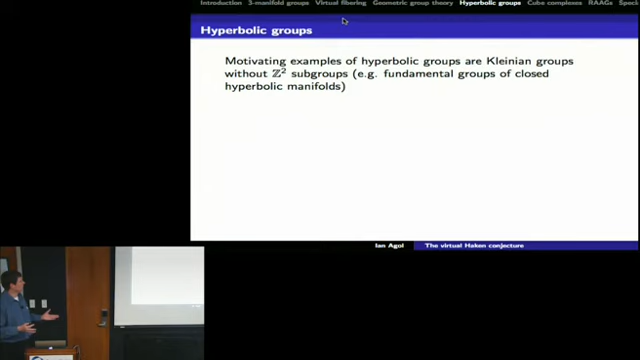 Introduction 3-manifold groups Virtual fibering Geometric group theory Hyperbolic groups Cube complexes RAAGs Speci
Hyperbolic groups
Motivating examples of hyperbolic groups are Kleinian groups
without ℤ² subgroups (e.g. fundamental groups of closed
hyperbolic manifolds)
Ian Agol The virtual Haken conjecture